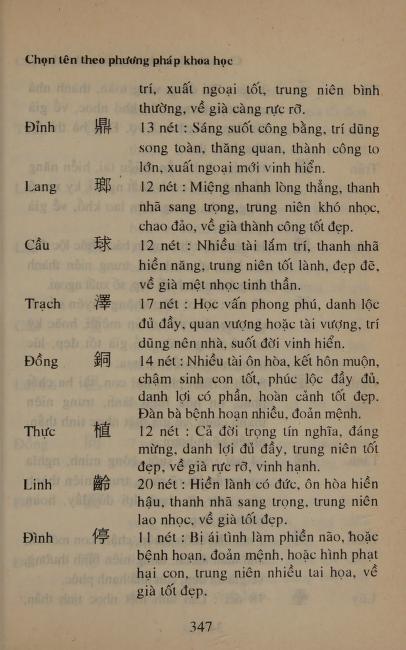 Chọn tên theo phương pháp khoa học
trí, xuất ngoại tốt, trung niên bình
thường, về già càng rực rỡ.
Đỉnh 鼎 13 nét : Sáng suốt công bằng, trí dũng
song toàn, thăng quan, thành công to
lớn, xuất ngoại mới vinh hiển.
Lang 瑯 12 nét : Miệng nhanh lòng thẳng, thanh
nhã sang trọng, trung niên khó nhọc,
chao đảo, về già thành công tốt đẹp.
Cầu 球 12 nét : Nhiều tài lắm trí, thanh nhã
hiền năng, trung niên tốt lành, đẹp đẽ,
về già mệt nhọc tinh thần.
Trạch 澤 17 nét : Học vấn phong phú, danh lộc
đủ đầy, quan vượng hoặc tài vượng, trí
dũng nên nhà, suốt đời vinh hiển.
Đồng 銅 14 nét : Nhiều tài ôn hòa, kết hôn muộn,
chậm sinh con tốt, phúc lộc đầy đủ,
danh lợi có phần, hoàn cảnh tốt đẹp.
Đàn bà bệnh hoạn nhiều, đoản mệnh.
Thực 植 12 nét : Cả đời trọng tín nghĩa, đáng
mừng, danh lợi đủ đầy, trung niên tốt
đẹp, về già rực rỡ, vinh hạnh.
Linh 齡 20 nét : Hiền lành có đức, ôn hòa hiền
hậu, thanh nhã sang trọng, trung niên
lao nhọc, về già tốt đẹp.
Đình 停 11 nét : Bị ái tình làm phiền não, hoặc
bệnh hoạn, đoản mệnh, hoặc hình phạt
hại con, trung niên nhiều tai họa, về
già tốt đẹp.
347